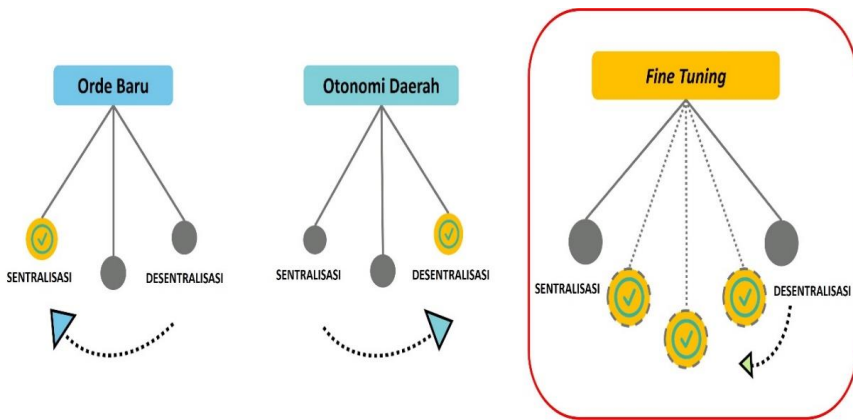 Orde Baru
SENTRALISASI
DESENTRALISASI
Otonomi Daerah
SENTRALISASI
DESENTRALISASI
Fine Tuning
SENTRALISASI
DESENTRALISASI